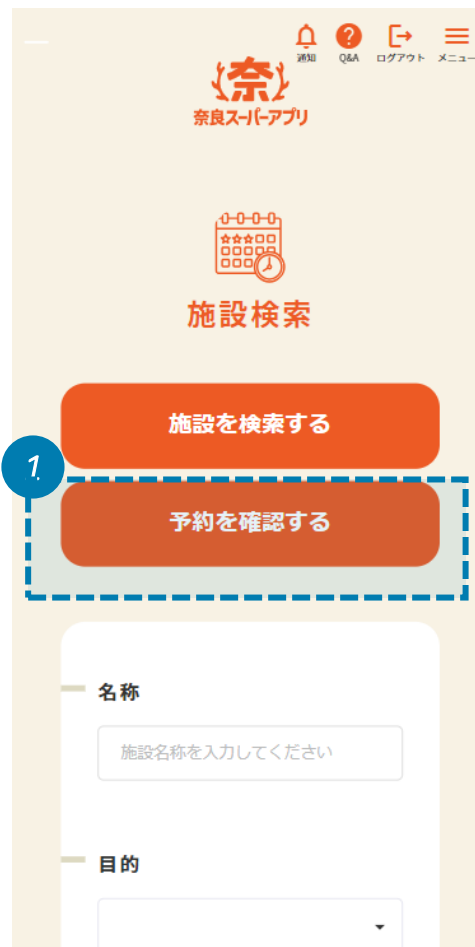 通知 Q&A ログアウト メニュー
奈
奈良スーパーアプリ
施設検索
施設を検索する
1
予約を確認する
名称
施設名称を入力してください
目的